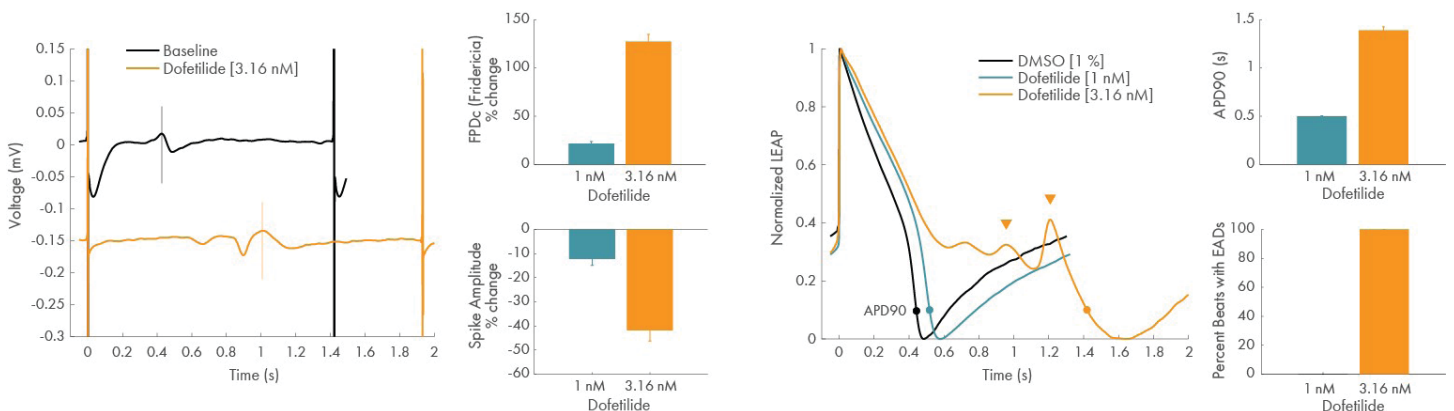 0.15
0.1
0.05
0
-0.05
-0.1
-0.15
-0.2
-0.25
-0.3
Voltage (mV)
Baseline
Dofetilide [3.16 nM]
0 0.2 0.4 0.6 0.8 1 1.2 1.4 1.6 1.8 2
Time (s)
FPDc (Fridericia)
% change
150
100
50
0
1 nM 3.16 nM
Dofetilide
Spike Amplitude
% change
0
-10
-20
-30
-40
-50
-60
1 nM 3.16 nM
Dofetilide
Normalized LEAP
1
0.8
0.6
0.4
0.2
0
DMSO [1 %]
Dofetilide [1 nM]
Dofetilide [3.16 nM]
APD90
0 0.2 0.4 0.6 0.8 1 1.2 1.4 1.6 1.8 2
Time (s)
APD90 (s)
1.5
1
0.5
0
1 nM 3.16 nM
Dofetilide
Percent Beats with EADs
100
80
60
40
20
0
1 nM 3.16 nM
Dofetilide